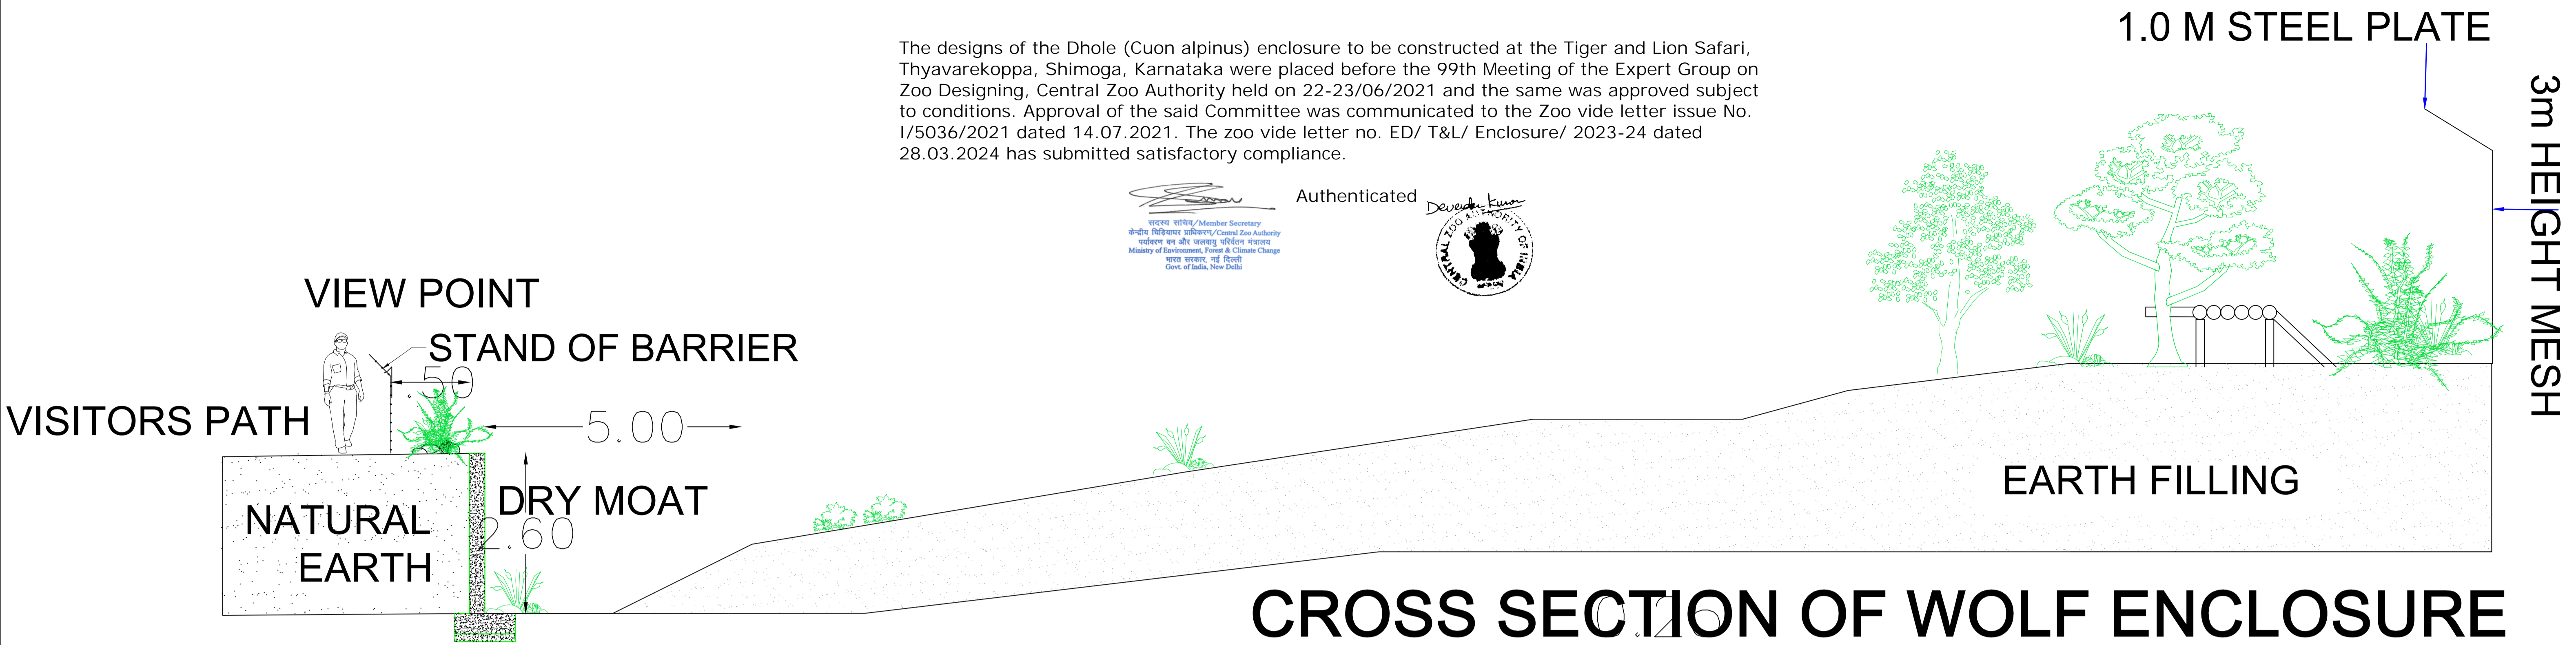 1.0 M STEEL PLATE
The designs of the Dhole (Cuon alpinus) enclosure to be constructed at the Tiger and Lion Safari,
Thyavarekoppa, Shimoga, Karnataka were placed before the 99th Meeting of the Expert Group on
Zoo Designing, Central Zoo Authority held on 22-23/06/2021 and the same was approved subject
to conditions. Approval of the said Committee was communicated to the Zoo vide letter issue No.
I/5036/2021 dated 14.07.2021. The zoo vide letter no. ED/ T&L/ Enclosure/ 2023-24 dated
28.03.2024 has submitted satisfactory compliance.
3m HEIGHT MESH
Authenticated
Devender Kumar
सदस्य सचिव/Member Secretary
केन्द्रीय चिड़ियाघर प्राधिकरण/Central Zoo Authority
पर्यावरण वन और जलवायु परिवर्तन मंत्रालय
Ministry of Environment, Forest & Climate Change
भारत सरकार, नई दिल्ली
Govt. of India, New Delhi
CENTRAL ZOO AUTHORITY OF INDIA
VIEW POINT
STAND OF BARRIER
.50
VISITORS PATH
5.00
DRY MOAT
2.60
NATURAL
EARTH
EARTH FILLING
CROSS SECTION OF WOLF ENCLOSURE